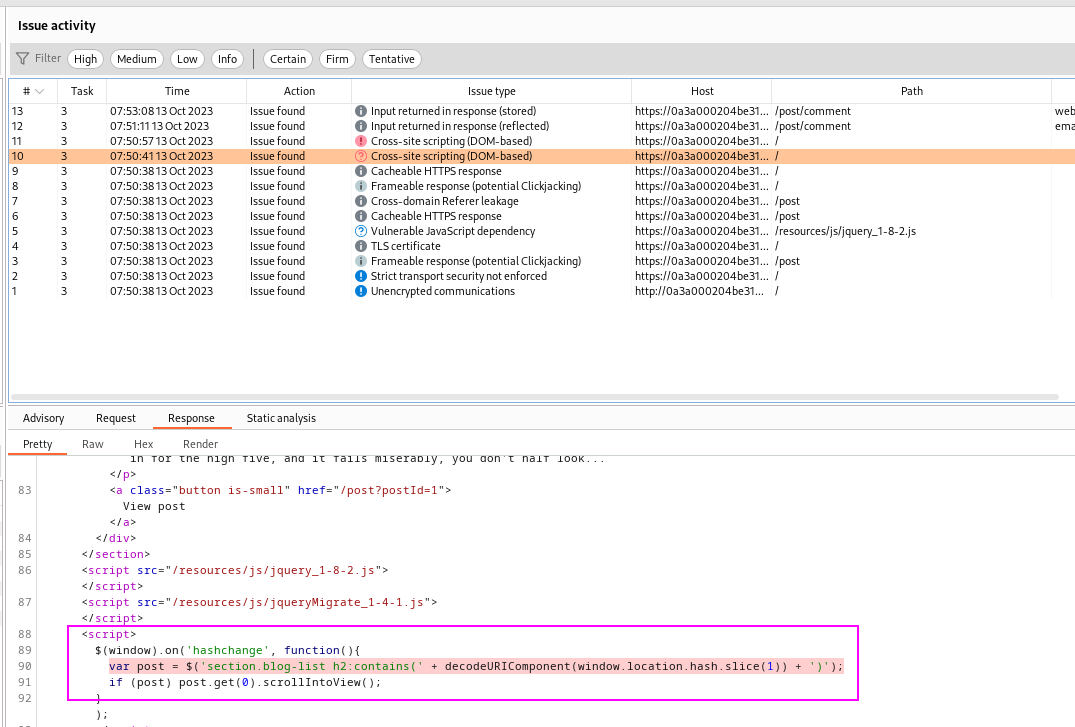 Issue activity
Filter High Medium Low Info Certain Firm Tentative
# Task Time Action Issue type Host Path
13 3 07:53:08 13 Oct 2023 Issue found Input returned in response (stored) https://0a3a000204be31... /post/comment web
12 3 07:51:11 13 Oct 2023 Issue found Input returned in response (reflected) https://0a3a000204be31... /post/comment ema
11 3 07:50:57 13 Oct 2023 Issue found Cross-site scripting (DOM-based) https://0a3a000204be31... /
10 3 07:50:41 13 Oct 2023 Issue found Cross-site scripting (DOM-based) https://0a3a000204be31... /
9 3 07:50:38 13 Oct 2023 Issue found Cacheable HTTPS response https://0a3a000204be31... /
8 3 07:50:38 13 Oct 2023 Issue found Frameable response (potential Clickjacking) https://0a3a000204be31... /
7 3 07:50:38 13 Oct 2023 Issue found Cross-domain Referer leakage https://0a3a000204be31... /post
6 3 07:50:38 13 Oct 2023 Issue found Cacheable HTTPS response https://0a3a000204be31... /post
5 3 07:50:38 13 Oct 2023 Issue found Vulnerable JavaScript dependency https://0a3a000204be31... /resources/js/jquery_1-8-2.js
4 3 07:50:38 13 Oct 2023 Issue found TLS certificate https://0a3a000204be31... /
3 3 07:50:38 13 Oct 2023 Issue found Frameable response (potential Clickjacking) https://0a3a000204be31... /post
2 3 07:50:38 13 Oct 2023 Issue found Strict transport security not enforced https://0a3a000204be31... /
1 3 07:50:38 13 Oct 2023 Issue found Unencrypted communications http://0a3a000204be31... /
Advisory Request Response Static analysis
Pretty Raw Hex Render
in for the high five, and it fails miserably, you don't half look...
</p>
83 <a class="button is-small" href="/post?postId=1">
View post
</a>
84 </div>
85 </section>
86 <script src="/resources/js/jquery_1-8-2.js">
</script>
87 <script src="/resources/js/jqueryMigrate_1-4-1.js">
</script>
88 <script>
89 $(window).on('hashchange', function(){
90 var post = $('section.blog-list h2:contains(' + decodeURIComponent(window.location.hash.slice(1)) + ')');
91 if (post) post.get(0).scrollIntoView();
92 }
);